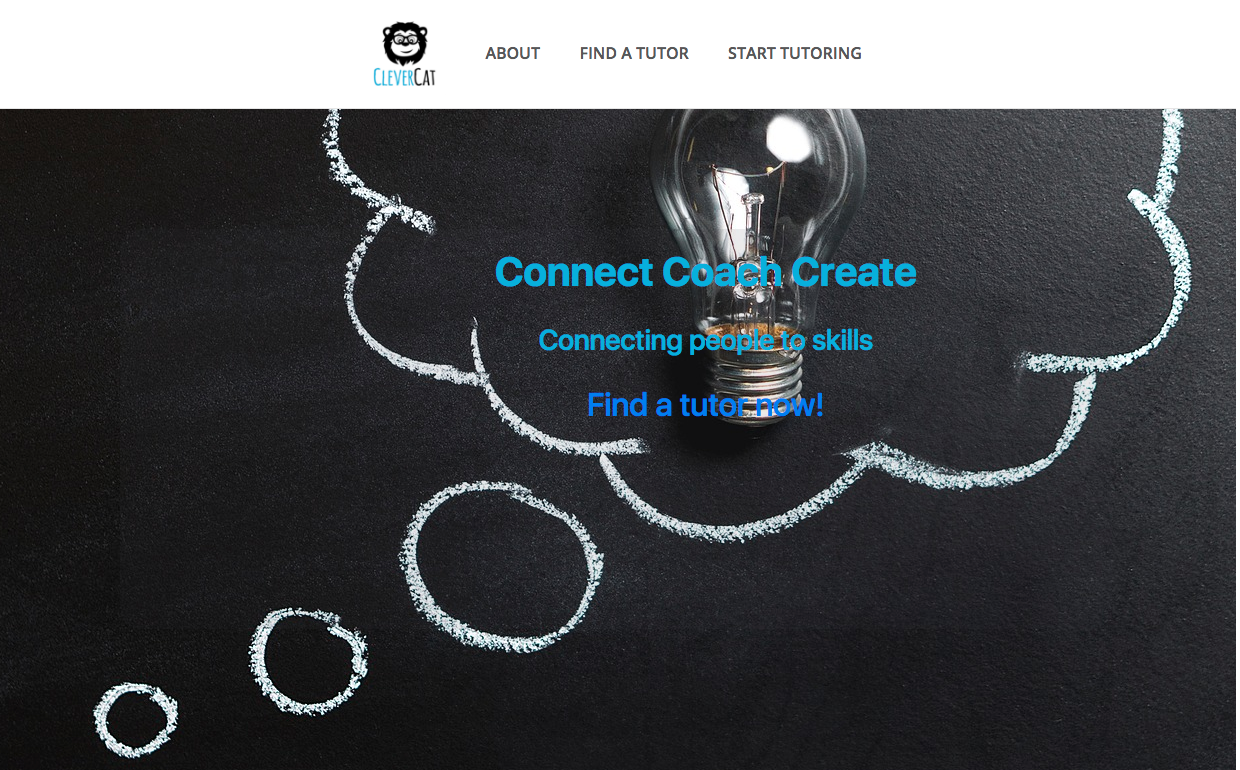 CLEVERCAT
ABOUT
FIND A TUTOR
START TUTORING
Connect Coach Create
Connecting people to skills
Find a tutor now!